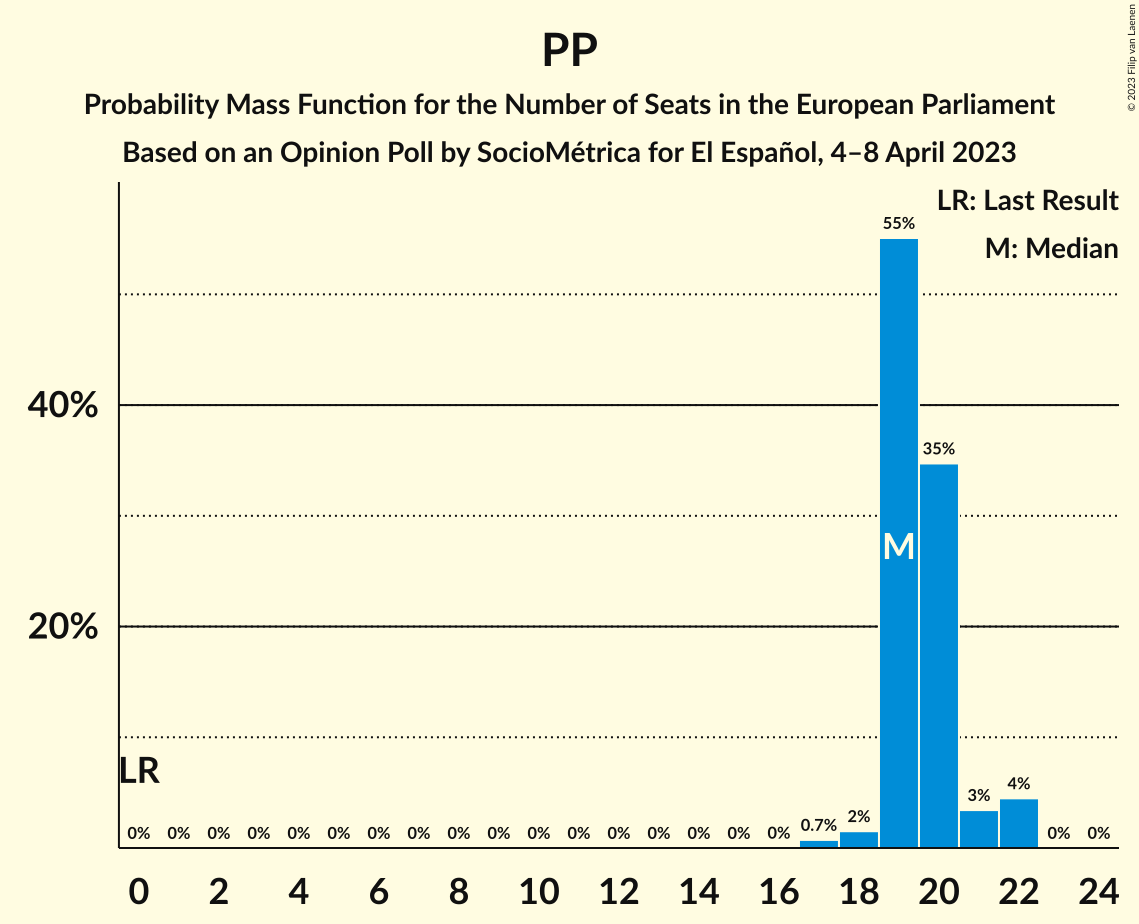 PP
Probability Mass Function for the Number of Seats in the European Parliament
Based on an Opinion Poll by SocioMétrica for El Español, 4–8 April 2023
© 2023 Filip van Laenen
LR: Last Result
M: Median
55%
40%
35%
M
20%
LR
0% 0% 0% 0% 0% 0% 0% 0% 0% 0% 0% 0% 0% 0% 0% 0% 0% 0.7% 2% 3% 4% 0% 0%
0 2 4 6 8 10 12 14 16 18 20 22 24